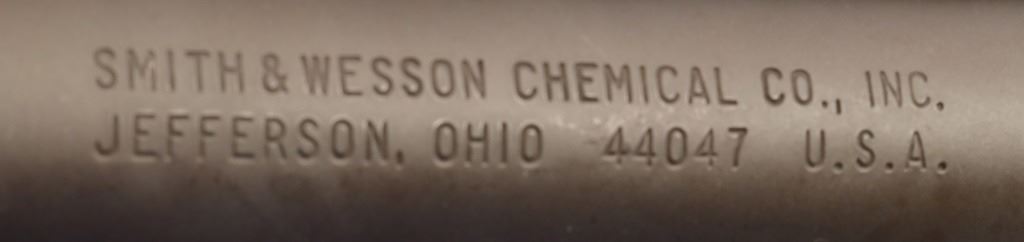 SMITH & WESSON CHEMICAL CO., INC.
JEFFERSON, OHIO 44047 U.S.A.